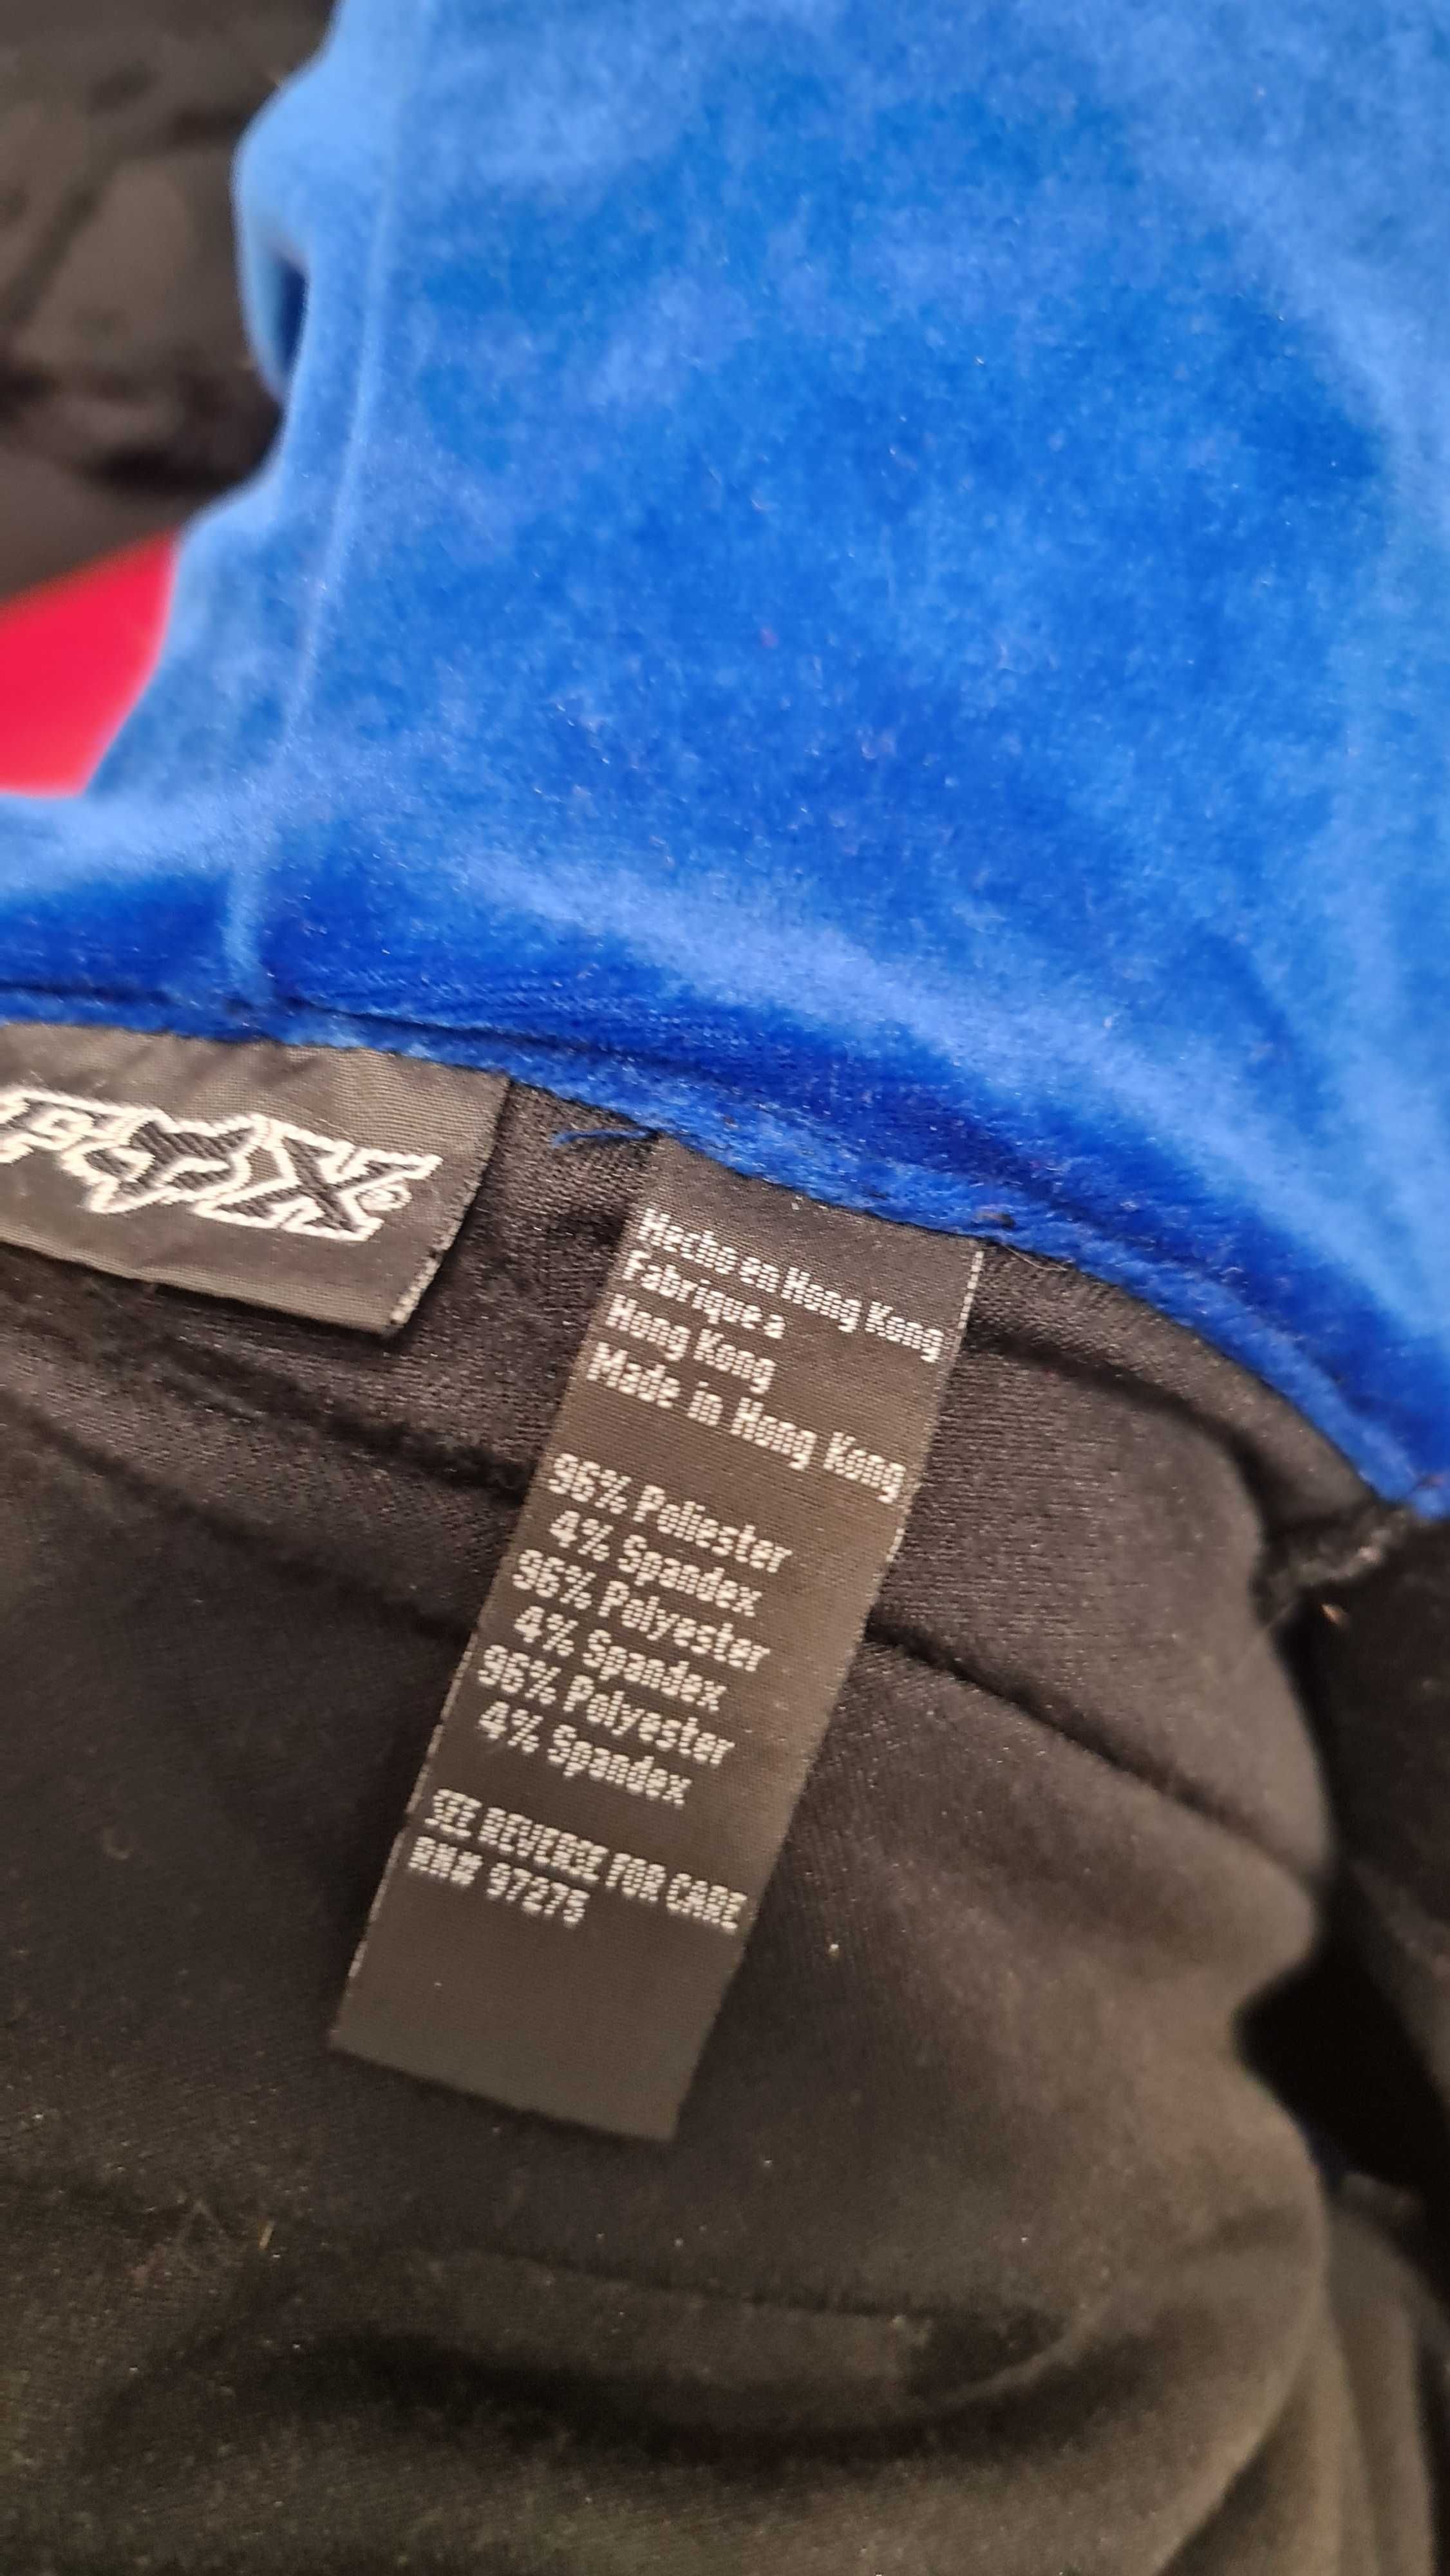 Hecho en Hong Kong
Fabrique a
Hong Kong
Made in Hong Kong
96% Poliester
4% Spandex
96% Polyester
4% Spandex
96% Polyester
4% Spandex
SEE REVERSE FOR CARE
RN# 97275